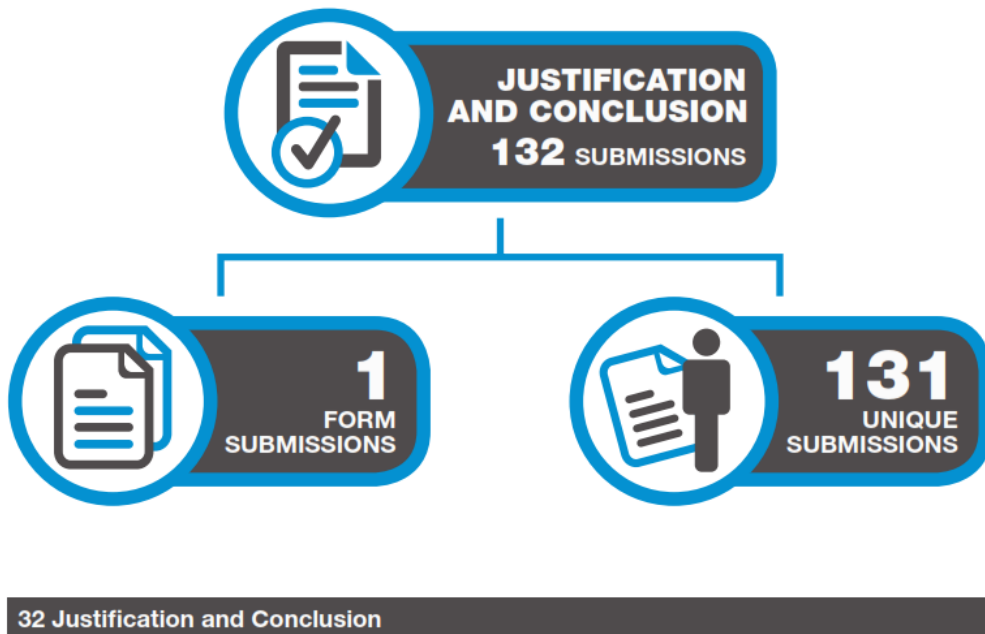 JUSTIFICATION
AND CONCLUSION
132 SUBMISSIONS
1
FORM
SUBMISSIONS
131
UNIQUE
SUBMISSIONS
32 Justification and Conclusion